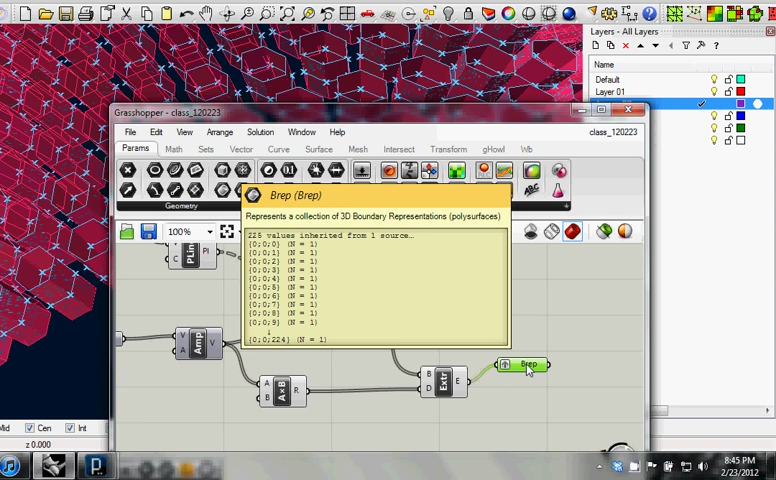 Layers - All Layers
Name
Default
Layer 01
Grasshopper - class_120223
File Edit View Arrange Solution Window Help
class_120223
Params Math Sets Vector Curve Surface Mesh Intersect Transform gHowl Wb
Geometry
Brep (Brep)
Represents a collection of 3D Boundary Representations (polysurfaces)
100%
225 values inherited from 1 source...
{0;0;0} (N = 1)
{0;0;1} (N = 1)
{0;0;2} (N = 1)
{0;0;3} (N = 1)
{0;0;4} (N = 1)
{0;0;5} (N = 1)
{0;0;6} (N = 1)
{0;0;7} (N = 1)
{0;0;8} (N = 1)
{0;0;9} (N = 1)
↓
{0;0;224} (N = 1)
C PLine Pl
V A Amp V
A B A×B R
B D Extr E
Brep
Mid Cen Int
z 0.000
8:45 PM
2/23/2012